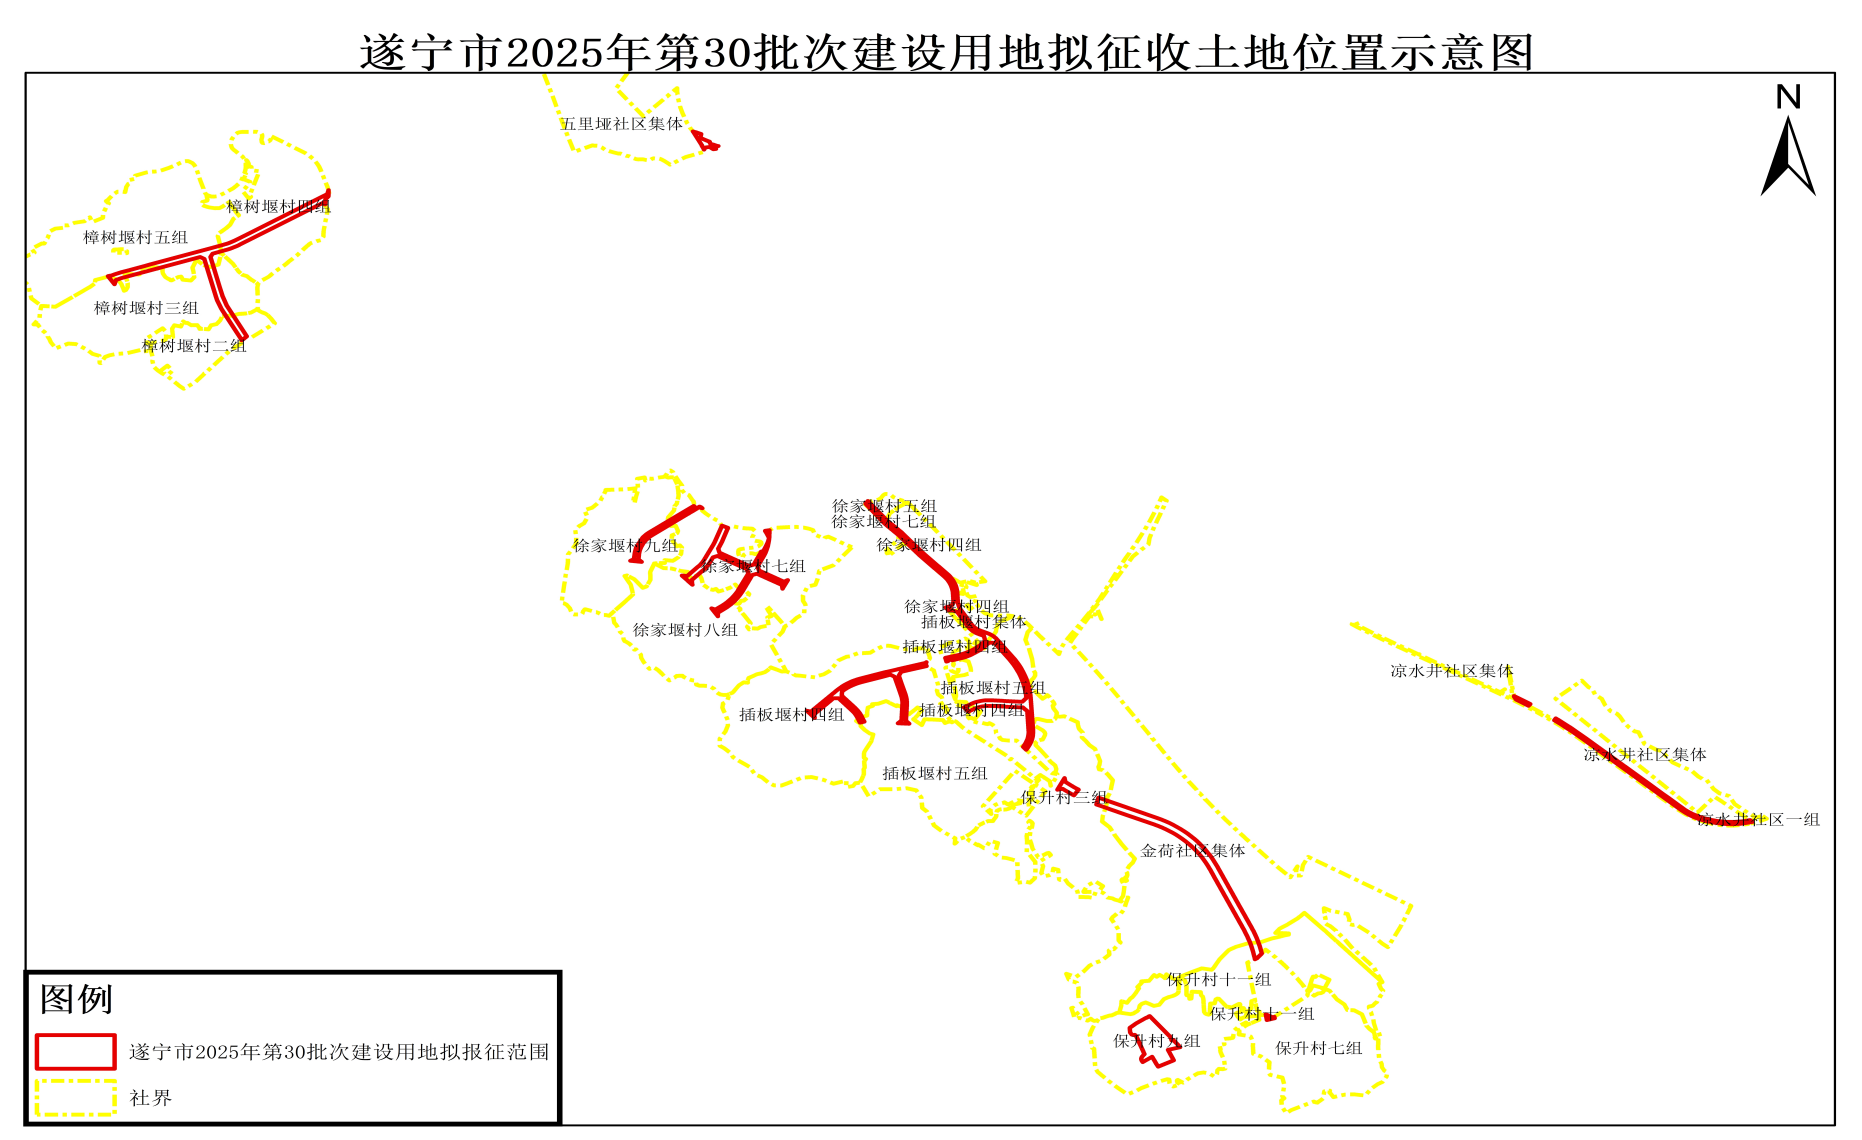 遂宁市2025年第30批次建设用地拟征收土地位置示意图
N
五里垭社区集体
樟树堰村四组
樟树堰村五组
樟树堰村三组
樟树堰村二组
徐家堰村五组
徐家堰村七组
徐家堰村四组
徐家堰村九组
徐家堰村七组
徐家堰村四组
插板堰村集体
徐家堰村八组
插板堰村四组
凉水井社区集体
插板堰村五组
插板堰村四组
插板堰村四组
凉水井社区集体
插板堰村五组
保升村三组
凉水井社区一组
金荷社区集体
保升村十一组
保升村十一组
保升村九组
保升村七组
图例
遂宁市2025年第30批次建设用地拟报征范围
社界